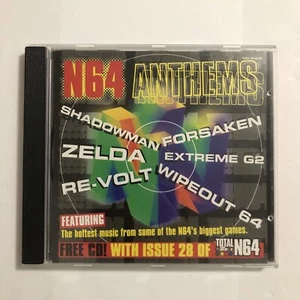 N64 ANTHEMS
SHADOWMAN FORSAKEN
ZELDA EXTREME G2
RE-VOLT WIPEOUT 64
FEATURING
The hottest music from some of the N64's biggest games.
FREE CD! WITH ISSUE 28 OF TOTAL N64